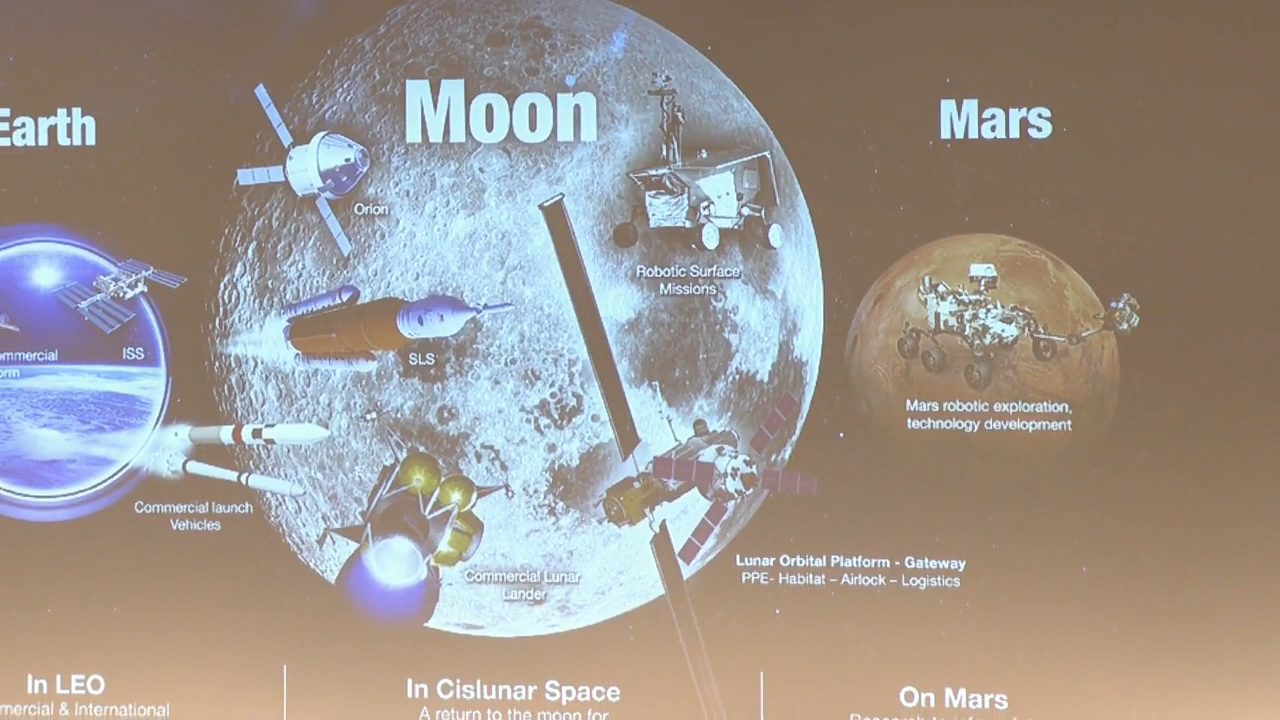 Earth
Moon
Mars
Orion
Robotic Surface
Missions
SLS
ISS
Mars robotic exploration,
technology development
Commercial launch
Vehicles
Commercial Lunar
Lander
Lunar Orbital Platform - Gateway
PPE- Habitat – Airlock – Logistics
In LEO
& International
In Cislunar Space
A return to the moon for
On Mars